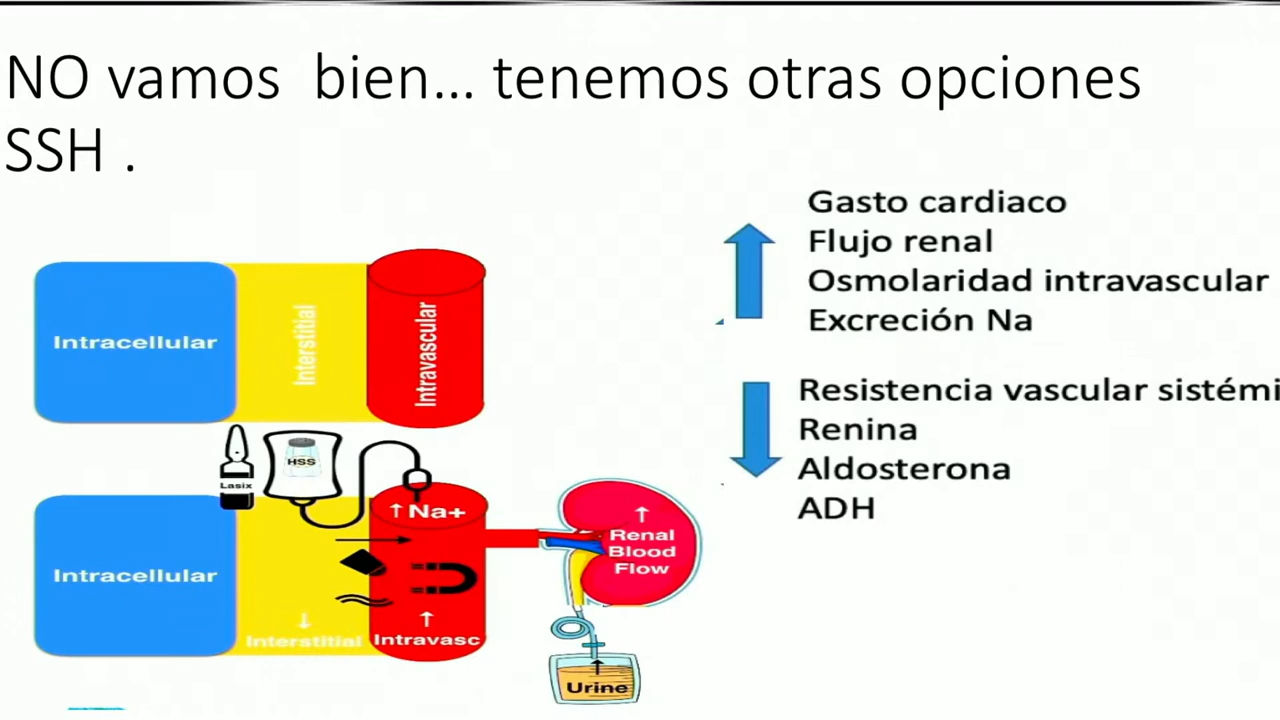 NO vamos bien... tenemos otras opciones
SSH .
Gasto cardiaco
Flujo renal
Osmolaridad intravascular
Excreción Na
Resistencia vascular sistémi
Renina
Aldosterona
ADH
Intracellular
Interstitial
Intravascular
HSS
Lasix
↑Na+
Intracellular
↓
Interstitial
↑
Intravasc
↑
Renal
Blood
Flow
Urine